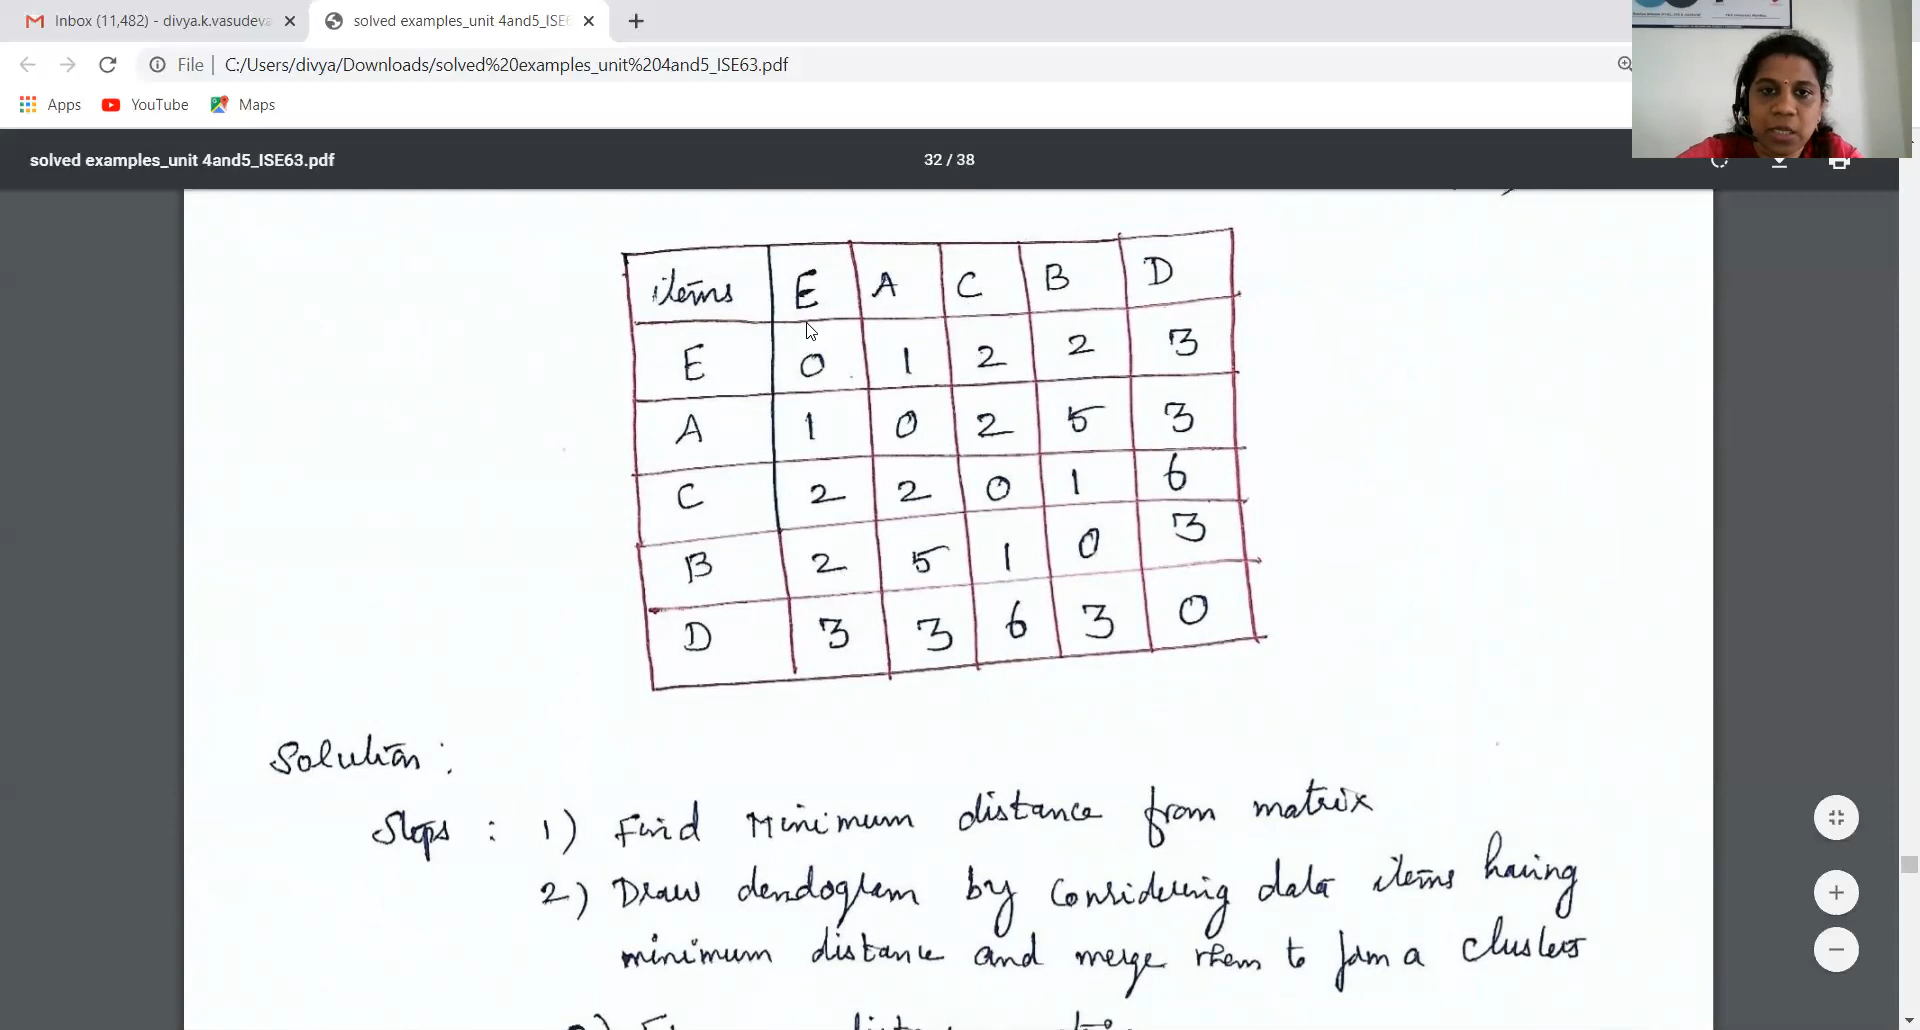 Inbox (11,482) - divya.k.vasudeva
solved examples_unit 4and5_ISE6
File | C:/Users/divya/Downloads/solved%20examples_unit%204and5_ISE63.pdf
Apps YouTube Maps
solved examples_unit 4and5_ISE63.pdf
32 / 38
items E A C B D
E 0 1 2 2 3
A 1 0 2 5 3
C 2 2 0 1 6
B 2 5 1 0 3
D 3 3 6 3 0
Solution :
Steps : 1) Find Minimum distance from matrix
2) Draw dendogram by Considering data items having
minimum distance and merge them to form a clusters